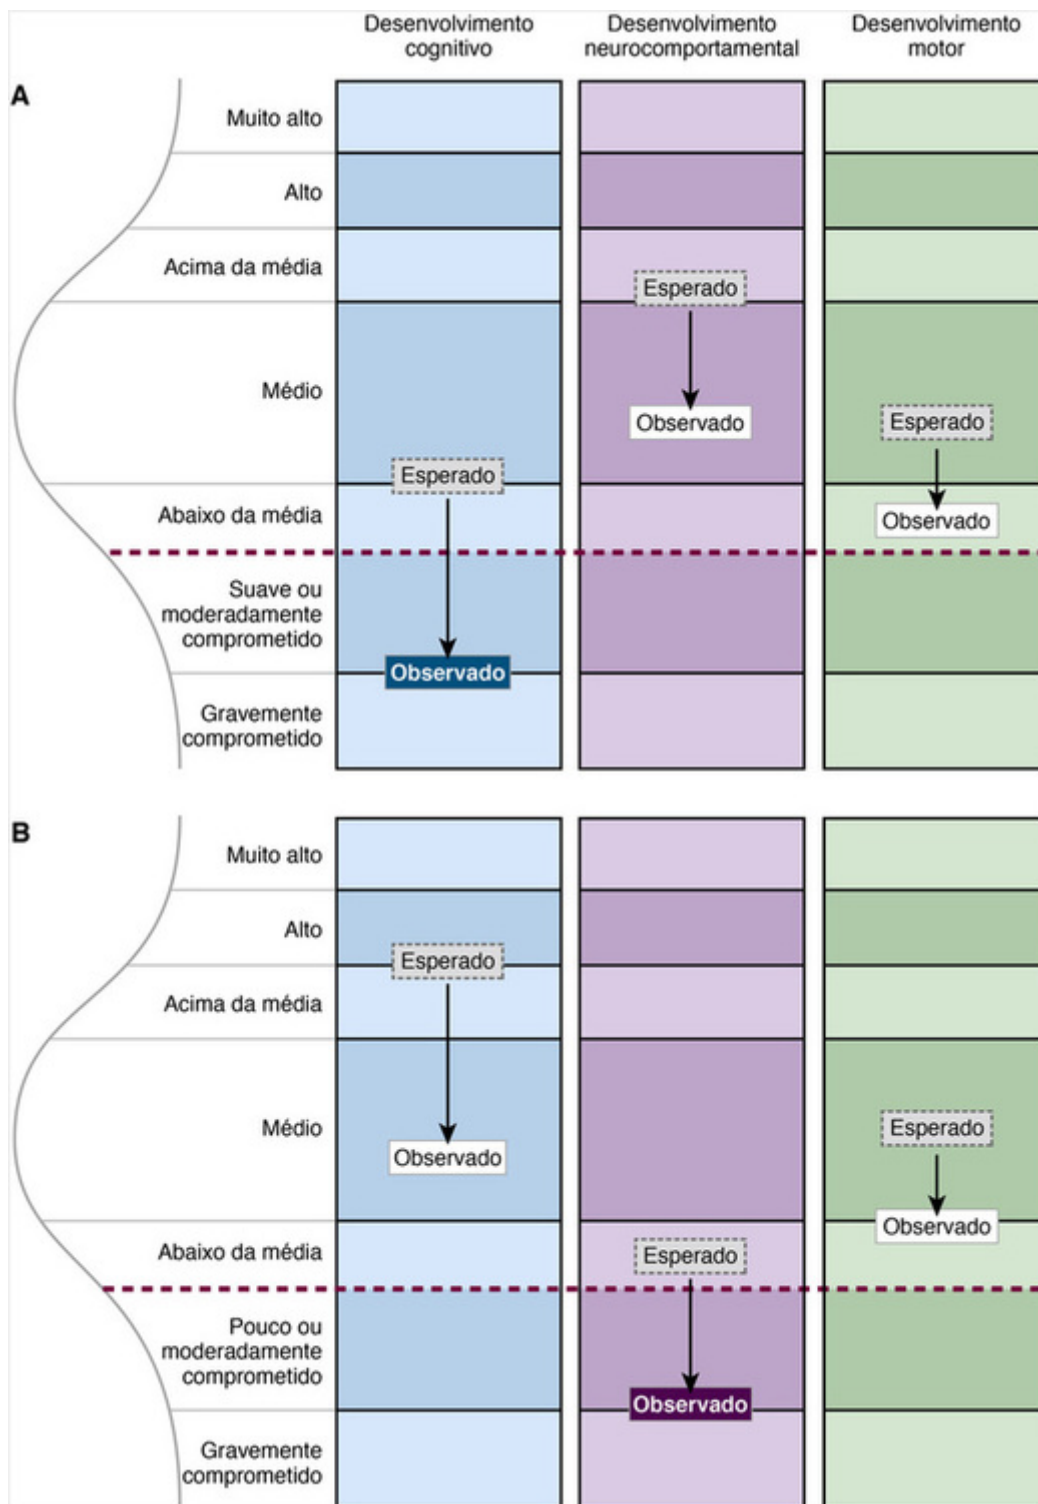 Desenvolvimento
cognitivo
Desenvolvimento
neurocomportamental
Desenvolvimento
motor
A
Muito alto
Alto
Acima da média
Esperado
Médio
Observado
Esperado
Esperado
Abaixo da média
Observado
Suave ou
moderadamente
comprometido
Observado
Gravemente
comprometido
B
Muito alto
Alto
Esperado
Acima da média
Médio
Esperado
Observado
Observado
Abaixo da média
Esperado
Pouco ou
moderadamente
comprometido
Observado
Gravemente
comprometido